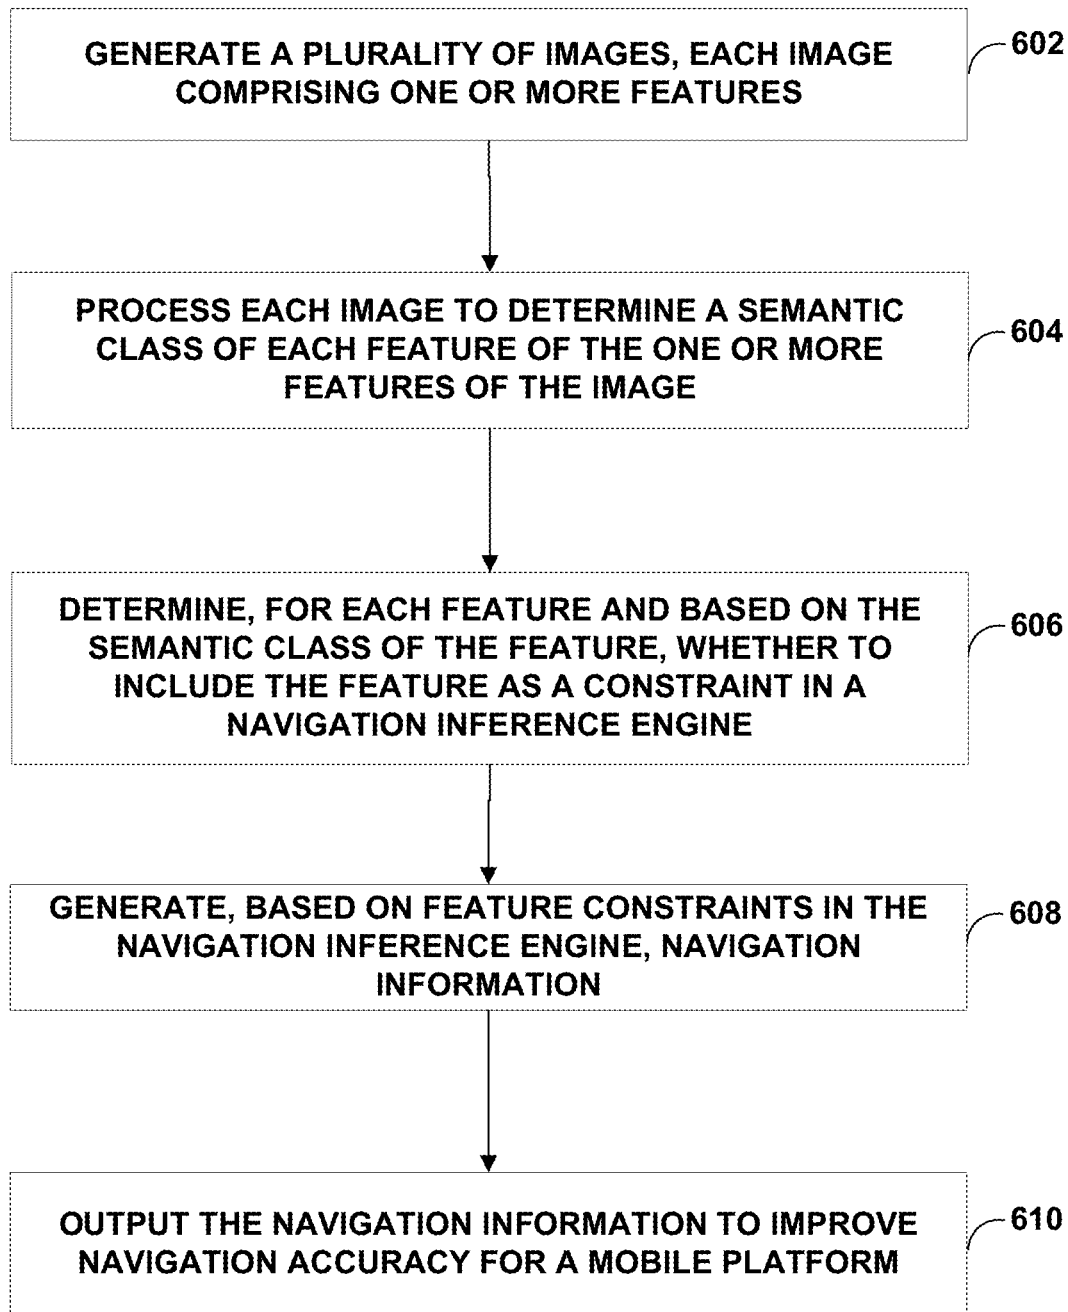 GENERATE A PLURALITY OF IMAGES, EACH IMAGE
COMPRISING ONE OR MORE FEATURES
602
PROCESS EACH IMAGE TO DETERMINE A SEMANTIC
CLASS OF EACH FEATURE OF THE ONE OR MORE
FEATURES OF THE IMAGE
604
DETERMINE, FOR EACH FEATURE AND BASED ON THE
SEMANTIC CLASS OF THE FEATURE, WHETHER TO
INCLUDE THE FEATURE AS A CONSTRAINT IN A
NAVIGATION INFERENCE ENGINE
606
GENERATE, BASED ON FEATURE CONSTRAINTS IN THE
NAVIGATION INFERENCE ENGINE, NAVIGATION
INFORMATION
608
OUTPUT THE NAVIGATION INFORMATION TO IMPROVE
NAVIGATION ACCURACY FOR A MOBILE PLATFORM
610